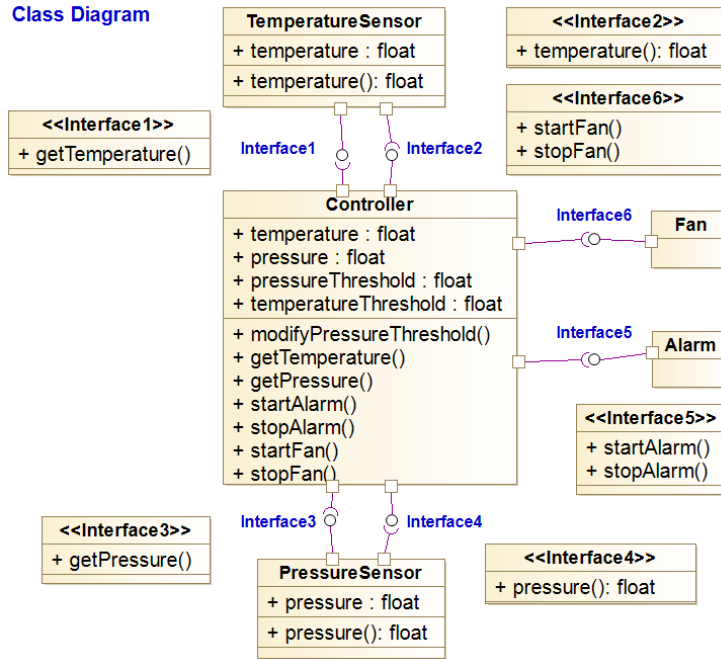 Class Diagram
TemperatureSensor
+ temperature : float
+ temperature(): float
<<Interface2>>
+ temperature(): float
<<Interface6>>
+ startFan()
+ stopFan()
<<Interface1>>
+ getTemperature()
Interface1
Interface2
Controller
+ temperature : float
+ pressure : float
+ pressureThreshold : float
+ temperatureThreshold : float
+ modifyPressureThreshold()
+ getTemperature()
+ getPressure()
+ startAlarm()
+ stopAlarm()
+ startFan()
+ stopFan()
Interface6
Fan
Interface5
Alarm
<<Interface5>>
+ startAlarm()
+ stopAlarm()
<<Interface3>>
+ getPressure()
Interface3
Interface4
<<Interface4>>
+ pressure(): float
PressureSensor
+ pressure : float
+ pressure(): float